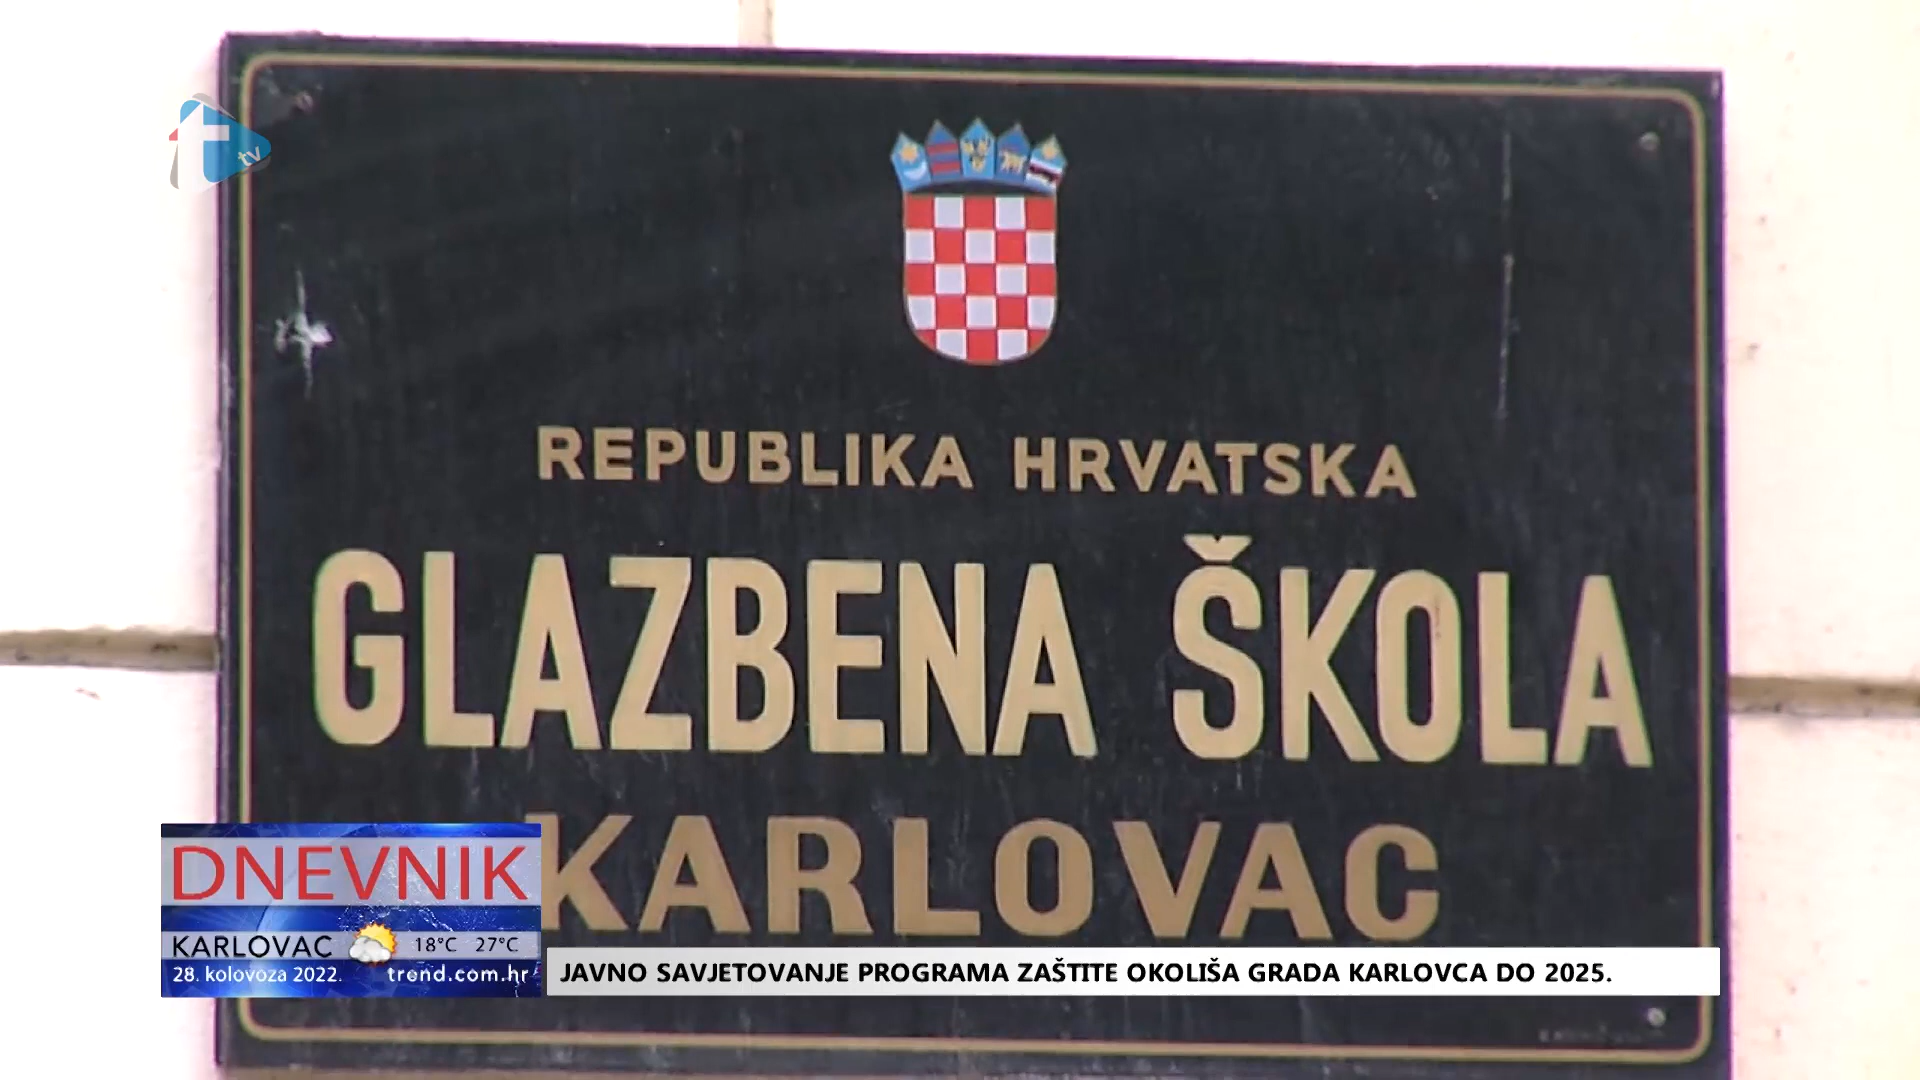 t
tv
REPUBLIKA HRVATSKA
GLAZBENA ŠKOLA
KARLOVAC
DNEVNIK
KARLOVAC 18°C 27°C
28. kolovoza 2022. trend.com.hr
JAVNO SAVJETOVANJE PROGRAMA ZAŠTITE OKOLIŠA GRADA KARLOVCA DO 2025.